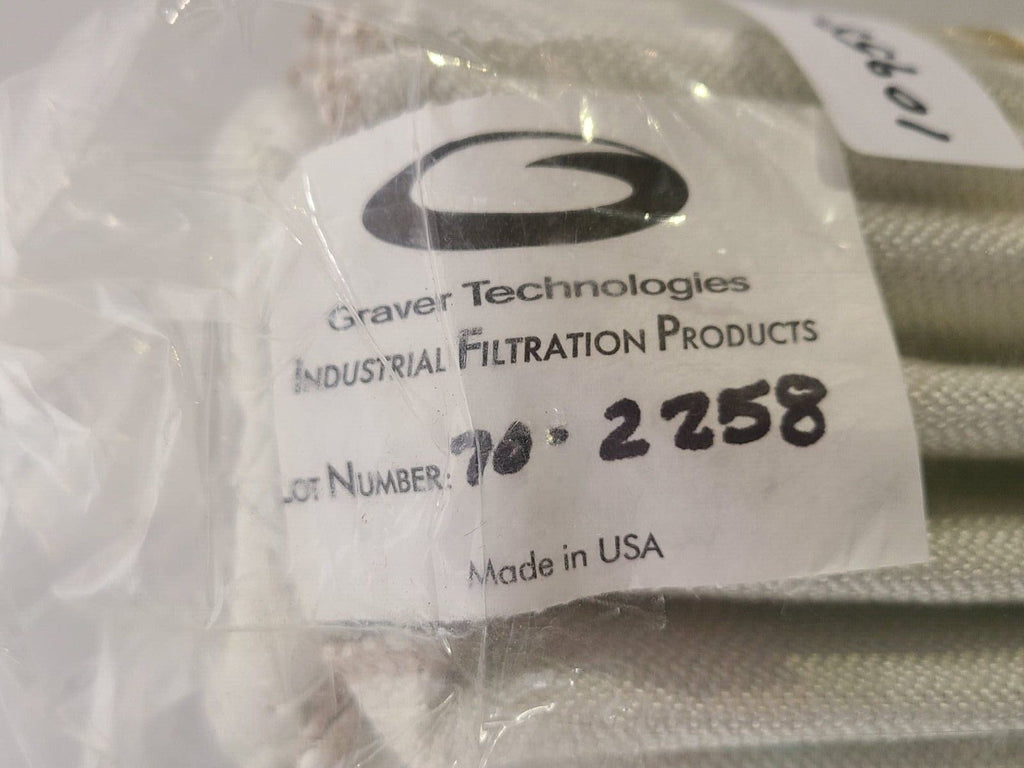 Graver Technologies
INDUSTRIAL FILTRATION PRODUCTS
LOT NUMBER: 70-2258
Made in USA